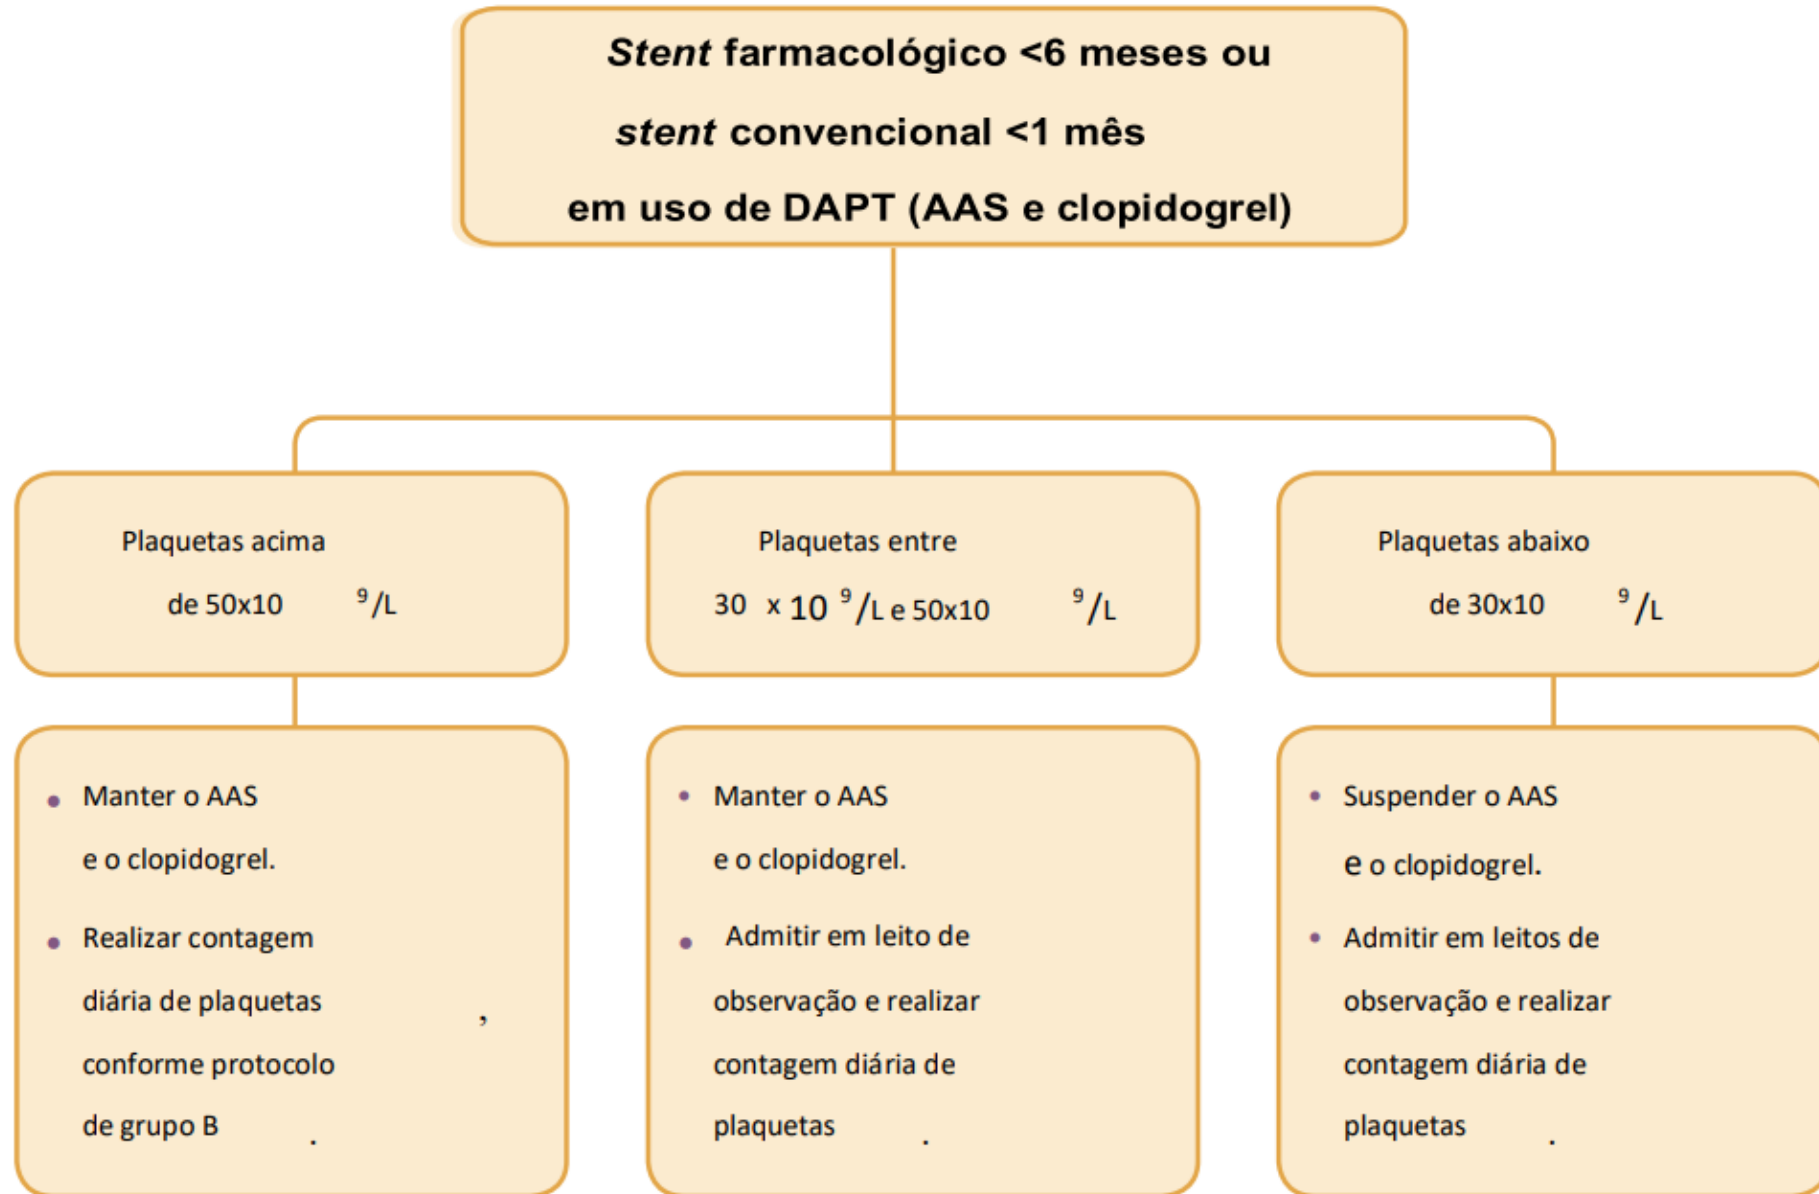 Stent farmacológico <6 meses ou
stent convencional <1 mês
em uso de DAPT (AAS e clopidogrel)
Plaquetas acima
de 50x10 ⁹/L
Plaquetas entre
30 x 10 ⁹/L e 50x10 ⁹/L
Plaquetas abaixo
de 30x10 ⁹/L
• Manter o AAS
e o clopidogrel.
• Realizar contagem
diária de plaquetas ,
conforme protocolo
de grupo B .
• Manter o AAS
e o clopidogrel.
• Admitir em leito de
observação e realizar
contagem diária de
plaquetas .
• Suspender o AAS
e o clopidogrel.
• Admitir em leitos de
observação e realizar
contagem diária de
plaquetas .